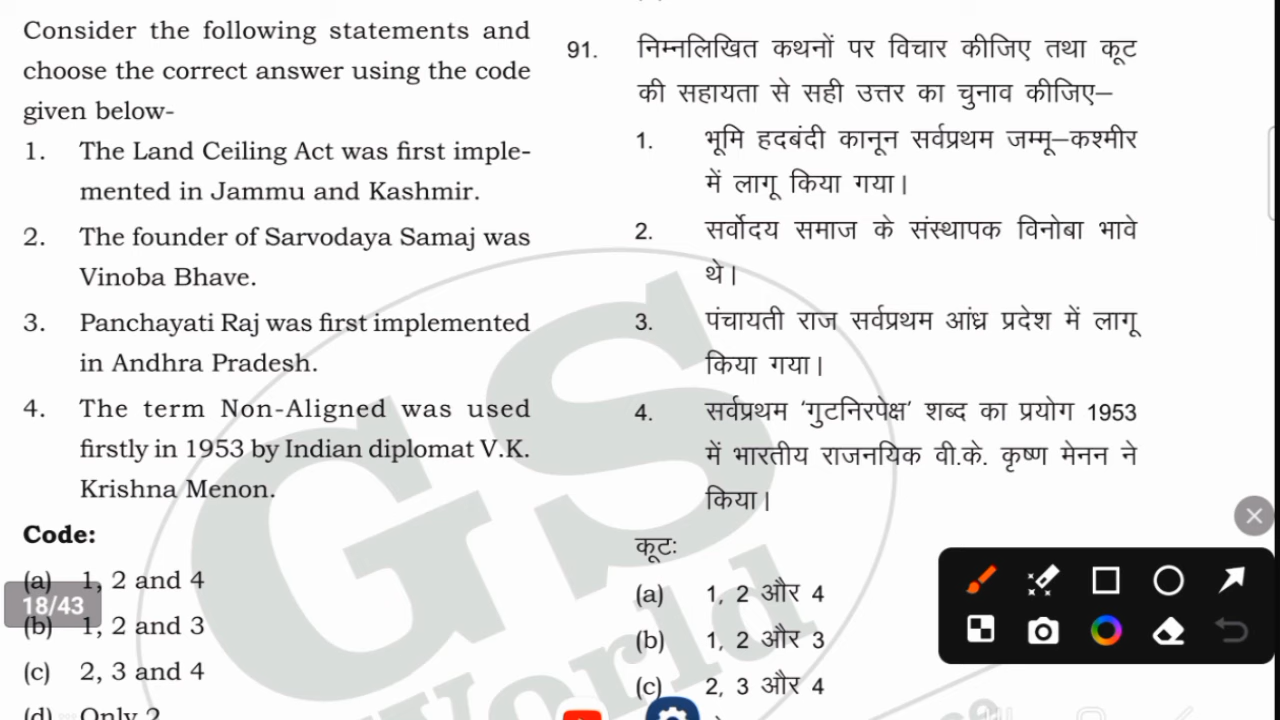 Consider the following statements and
choose the correct answer using the code
given below-
1. The Land Ceiling Act was first imple-
mented in Jammu and Kashmir.
2. The founder of Sarvodaya Samaj was
Vinoba Bhave.
3. Panchayati Raj was first implemented
in Andhra Pradesh.
4. The term Non-Aligned was used
firstly in 1953 by Indian diplomat V.K.
Krishna Menon.
Code:
(a) 1, 2 and 4
18/43
(b) 1, 2 and 3
(c) 2, 3 and 4
(d) Only 2
91. निम्नलिखित कथनों पर विचार कीजिए तथा कूट
की सहायता से सही उत्तर का चुनाव कीजिए–
1. भूमि हदबंदी कानून सर्वप्रथम जम्मू–कश्मीर
में लागू किया गया।
2. सर्वोदय समाज के संस्थापक विनोबा भावे
थे।
3. पंचायती राज सर्वप्रथम आंध्र प्रदेश में लागू
किया गया।
4. सर्वप्रथम ‘गुटनिरपेक्ष’ शब्द का प्रयोग 1953
में भारतीय राजनयिक वी.के. कृष्ण मेनन ने
किया।
कूटः
(a) 1, 2 और 4
(b) 1, 2 और 3
(c) 2, 3 और 4
GS
World